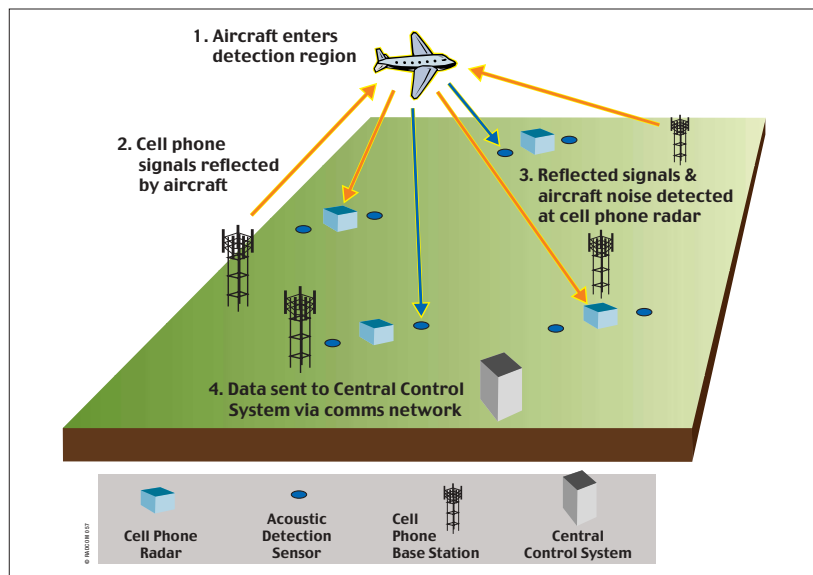 1. Aircraft enters
detection region
2. Cell phone
signals reflected
by aircraft
3. Reflected signals &
aircraft noise detected
at cell phone radar
4. Data sent to Central Control
System via comms network
Cell Phone
Radar
Acoustic
Detection
Sensor
Cell
Phone
Base Station
Central
Control System